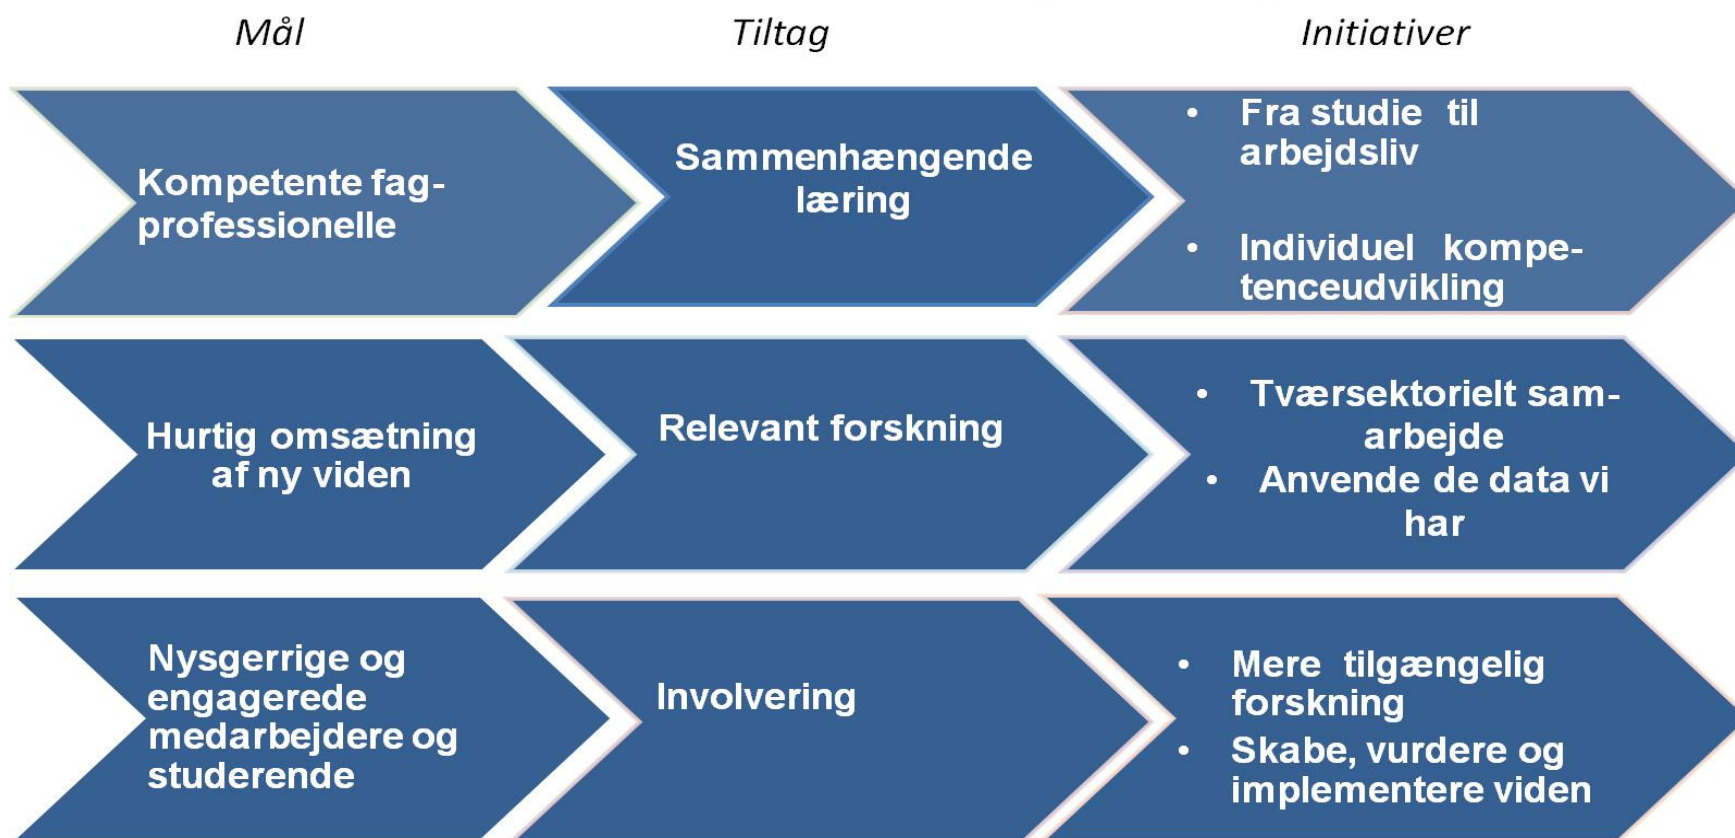 Mål
Tiltag
Initiativer
Kompetente fag-
professionelle
Sammenhængende
læring
• Fra studie til
arbejdsliv
• Individuel kompe-
tenceudvikling
Hurtig omsætning
af ny viden
Relevant forskning
• Tværsektorielt sam-
arbejde
• Anvende de data vi
har
Nysgerrige og
engagerede
medarbejdere og
studerende
Involvering
• Mere tilgængelig
forskning
• Skabe, vurdere og
implementere viden